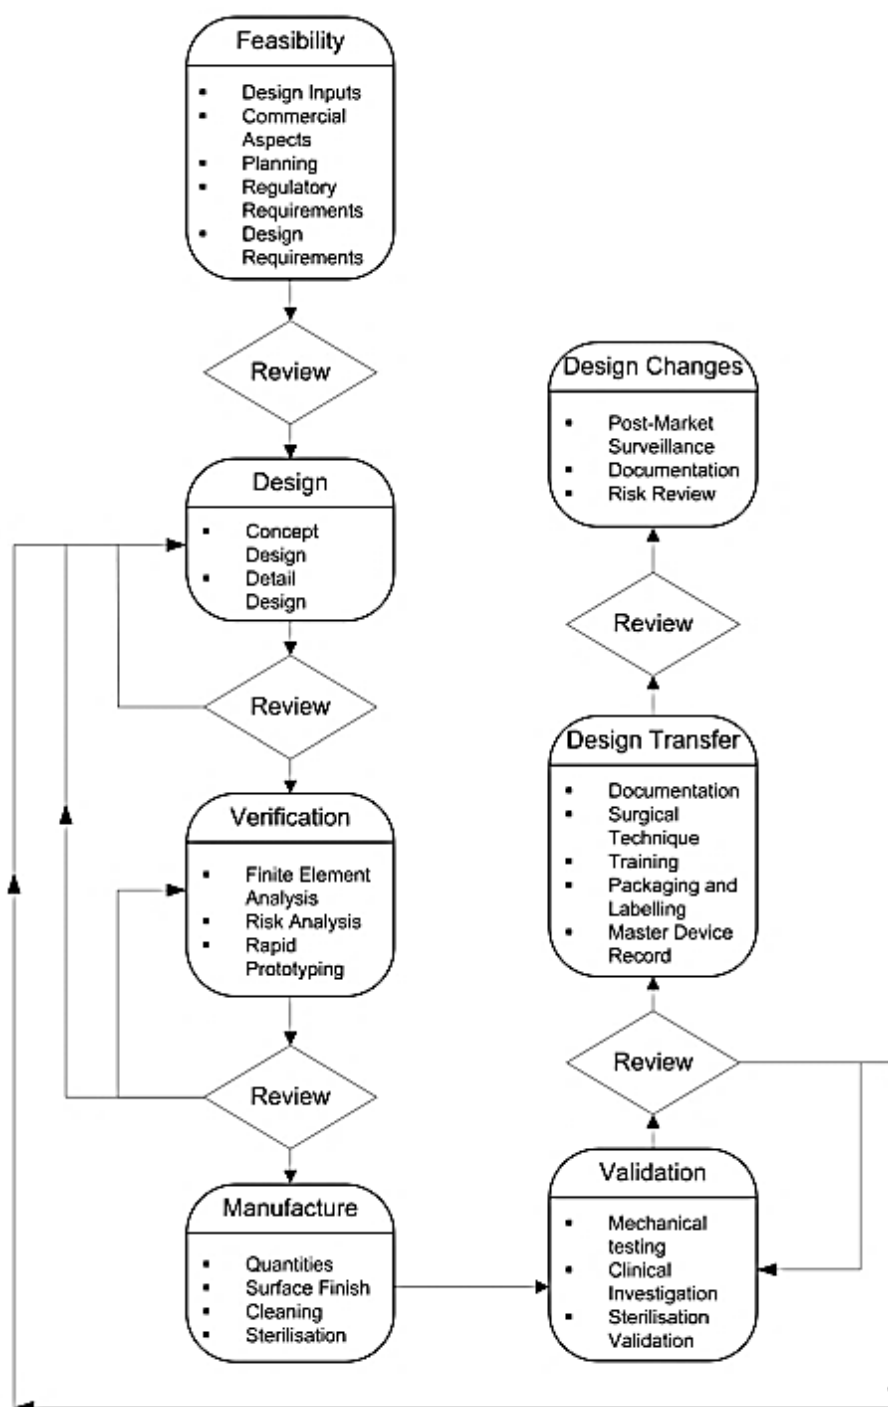 Feasibility
▪ Design Inputs
▪ Commercial
Aspects
▪ Planning
▪ Regulatory
Requirements
▪ Design
Requirements
Review
Design
▪ Concept
Design
▪ Detail
Design
Review
Verification
▪ Finite Element
Analysis
▪ Risk Analysis
▪ Rapid
Prototyping
Review
Manufacture
▪ Quantities
▪ Surface Finish
▪ Cleaning
▪ Sterilisation
Validation
▪ Mechanical
testing
▪ Clinical
Investigation
▪ Sterilisation
Validation
Review
Design Transfer
▪ Documentation
▪ Surgical
Technique
▪ Training
▪ Packaging and
Labelling
▪ Master Device
Record
Review
Design Changes
▪ Post-Market
Surveillance
▪ Documentation
▪ Risk Review